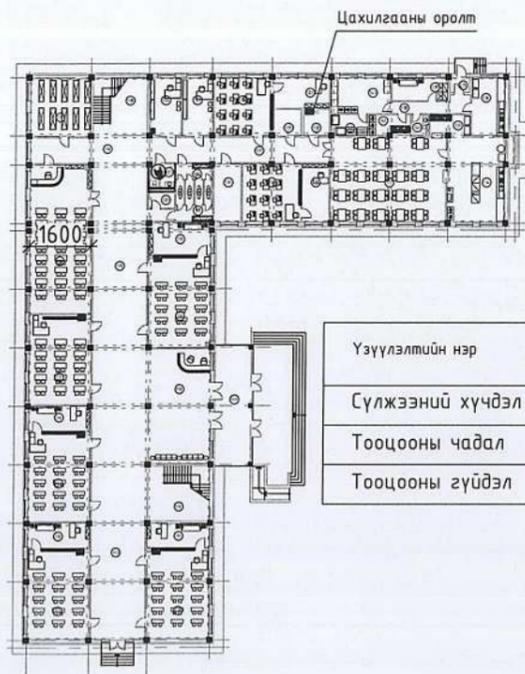 Цахилгааны оролт
1600
Үзүүлэлтийн нэр
Сүлжээний хүчдэл
Тооцооны чадал
Тооцооны гүйдэл